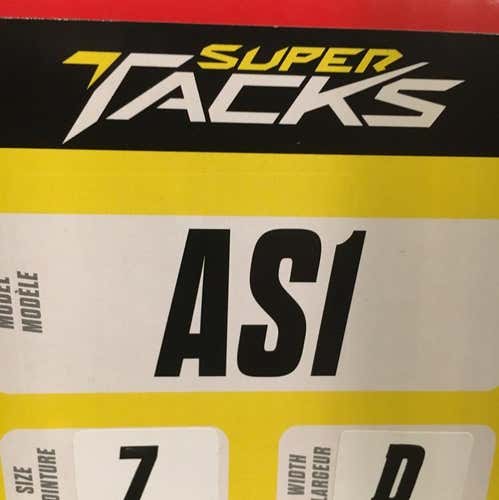 SUPER
TACKS
MODEL
MODÈLE
AS1
SIZE
POINTURE
7
WIDTH
LARGEUR
D